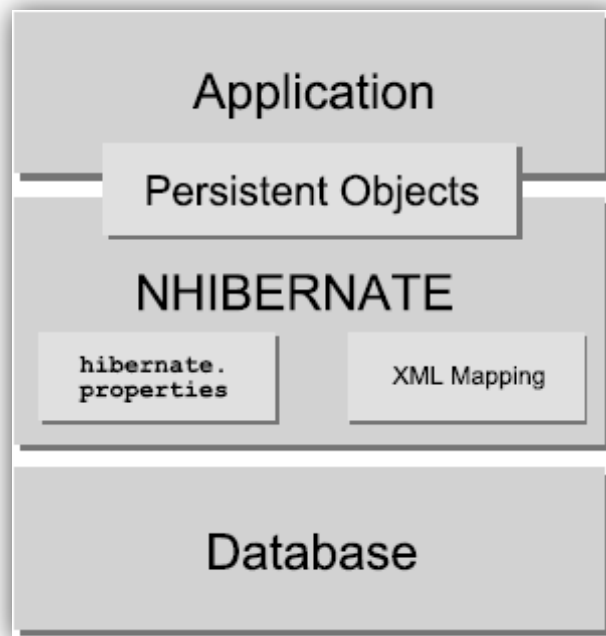 Application
Persistent Objects
NHIBERNATE
hibernate.
properties
XML Mapping
Database